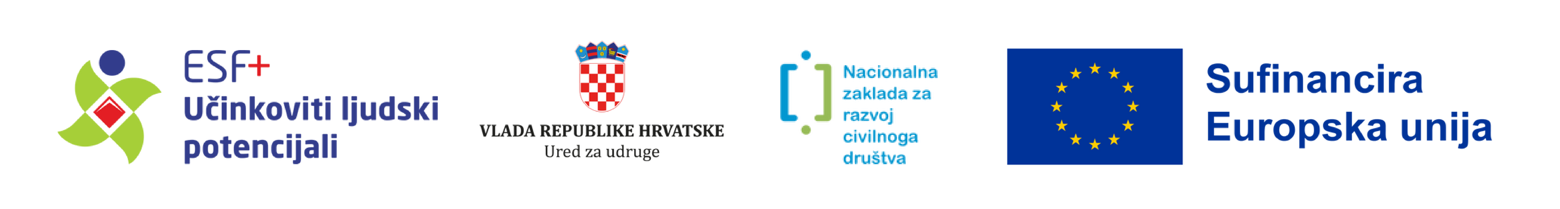 ESF+
Učinkoviti ljudski
potencijali
VLADA REPUBLIKE HRVATSKE
Ured za udruge
Nacionalna
zaklada za
razvoj
civilnoga
društva
Sufinancira
Europska unija